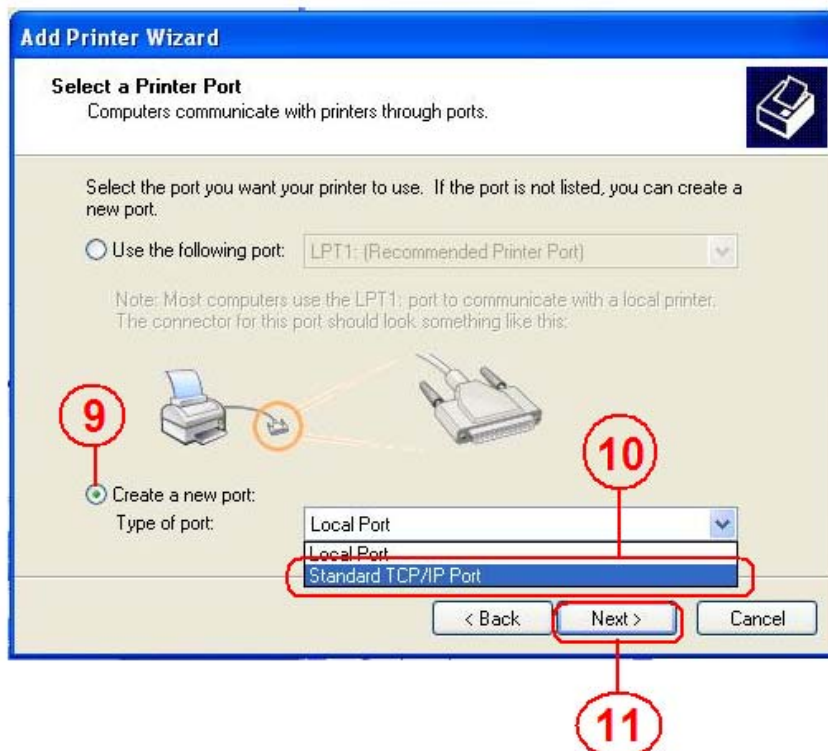 Add Printer Wizard
Select a Printer Port
Computers communicate with printers through ports.
Select the port you want your printer to use. If the port is not listed, you can create a
new port.
Use the following port:
LPT1: (Recommended Printer Port)
Note: Most computers use the LPT1: port to communicate with a local printer.
The connector for this port should look something like this:
9
10
Create a new port:
Type of port:
Local Port
Local Port
Standard TCP/IP Port
< Back
Next >
Cancel
11